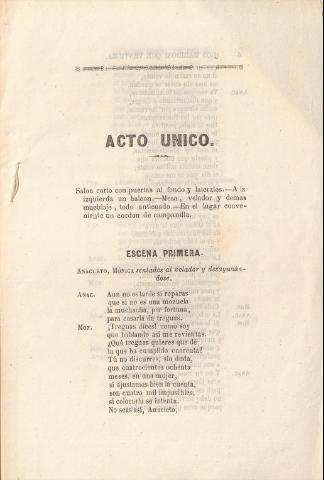 ACTO UNICO.
Salon corto con puertas al fondo y laterales.—A la
izquierda un balcon.—Mesa, velador y demas
mueblaje, todo anticuado.—En el lugar conve-
niente un cordon de campanilla.
ESCENA PRIMERA.
ANACLETO, MÓNICA sentados al velador y desayunán-
dose.
ANAC. Aun no es tarde si reparas
que si no es una mozuela
la muchacha, por fortuna,
para casarla da treguas.
MON. ¡Treguas dices! como soy
que hablando así me revientas.
¿Qué treguas quieres que dé
la que ha cumplido cuarenta?
Tú no discurres, sin duda,
que cuatrocientos ochenta
meses, en una mujer,
si ajustamos bien la cuenta,
son cuatro mil imposibles,
si colocarla se intenta.
No seas así, Anacleto,